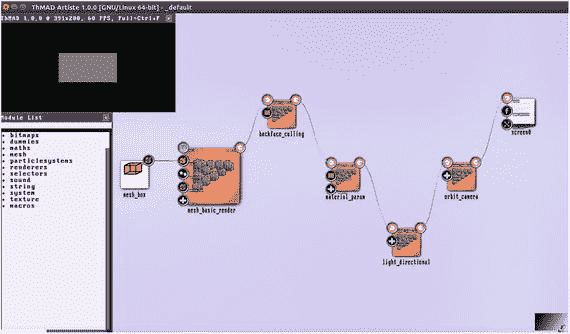 ThMAD Artiste 1.0.0 [GNU/Linux 64-bit] - _default
ThMAD 1.0.0 @ 391x200, 60 FPS, Full=Ctrl+F
Module List
bitmaps
dummies
maths
mesh
particlesystems
renderers
selectors
sound
string
system
texture
macros
mesh_box
mesh_basic_render
backface_culling
material_param
light_directional
orbit_camera
screen0